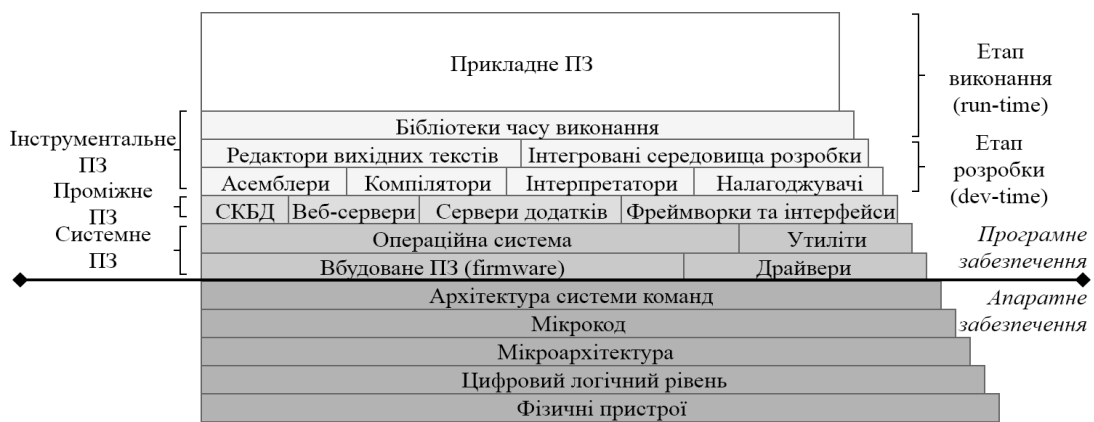 Прикладне ПЗ
Етап
виконання
(run-time)
Бібліотеки часу виконання
Інструментальне
ПЗ
Редактори вихідних текстів
Інтегровані середовища розробки
Етап
розробки
(dev-time)
Асемблери
Компілятори
Інтерпретатори
Налагоджувачі
Проміжне
ПЗ
СКБД
Веб-сервери
Сервери додатків
Фреймворки та інтерфейси
Системне
ПЗ
Операційна система
Утиліти
Програмне
забезпечення
Вбудоване ПЗ (firmware)
Драйвери
Архітектура системи команд
Апаратне
забезпечення
Мікрокод
Мікроархітектура
Цифровий логічний рівень
Фізичні пристрої